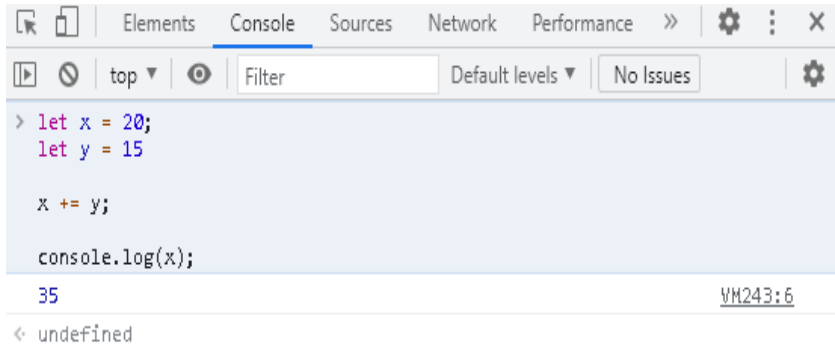 Elements Console Sources Network Performance »
top ▼ Filter Default levels ▼ No Issues
> let x = 20;
let y = 15
x += y;
console.log(x);
35 VM243:6
undefined